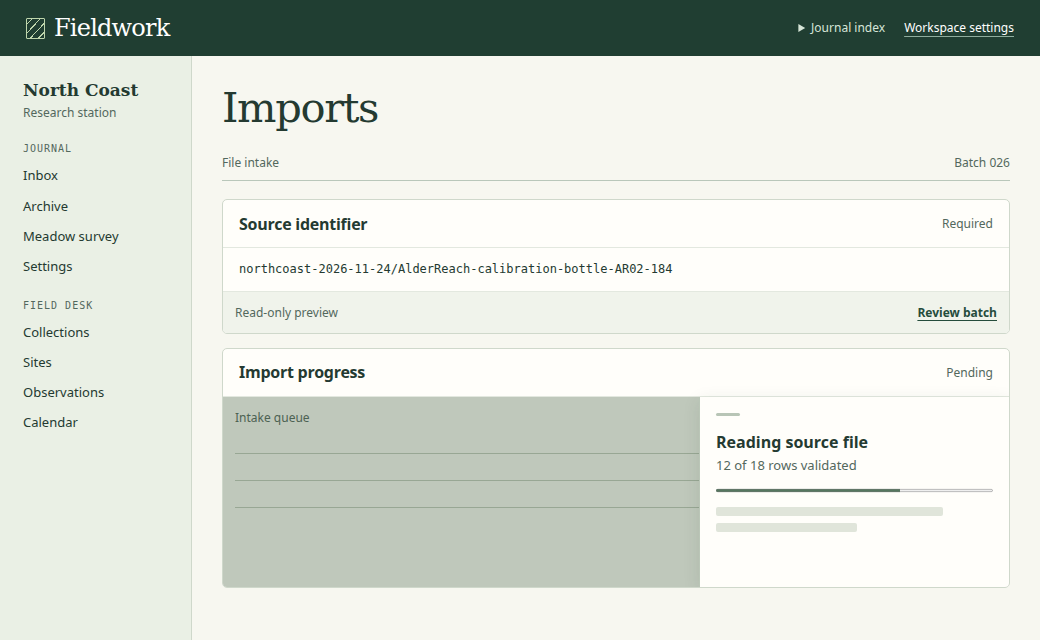 Fieldwork
Journal index
Workspace settings
North Coast
Research station
JOURNAL
Inbox
Archive
Meadow survey
Settings
FIELD DESK
Collections
Sites
Observations
Calendar
Imports
File intake
Batch 026
Source identifier
Required
northcoast-2026-11-24/AlderReach-calibration-bottle-AR02-184
Read-only preview
Review batch
Import progress
Pending
Intake queue
Reading source file
12 of 18 rows validated